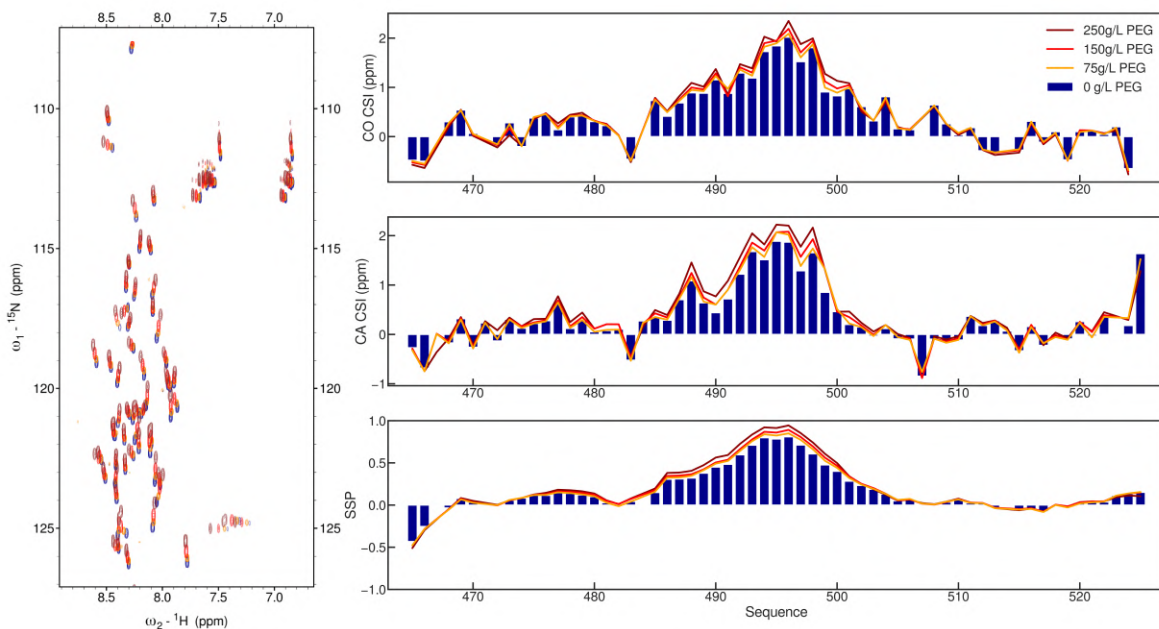 8.5 8.0 7.5 7.0
110 110
115 115
120 120
125 125
8.5 8.0 7.5 7.0
ω₂ - ¹H (ppm)
ω₁ - ¹⁵N (ppm)
250g/L PEG
150g/L PEG
75g/L PEG
0 g/L PEG
CO CSI (ppm)
2
1
0
470 480 490 500 510 520
CA CSI (ppm)
2
1
0
−1
470 480 490 500 510 520
SSP
1.0
0.5
0.0
−0.5
−1.0
470 480 490 500 510 520
Sequence